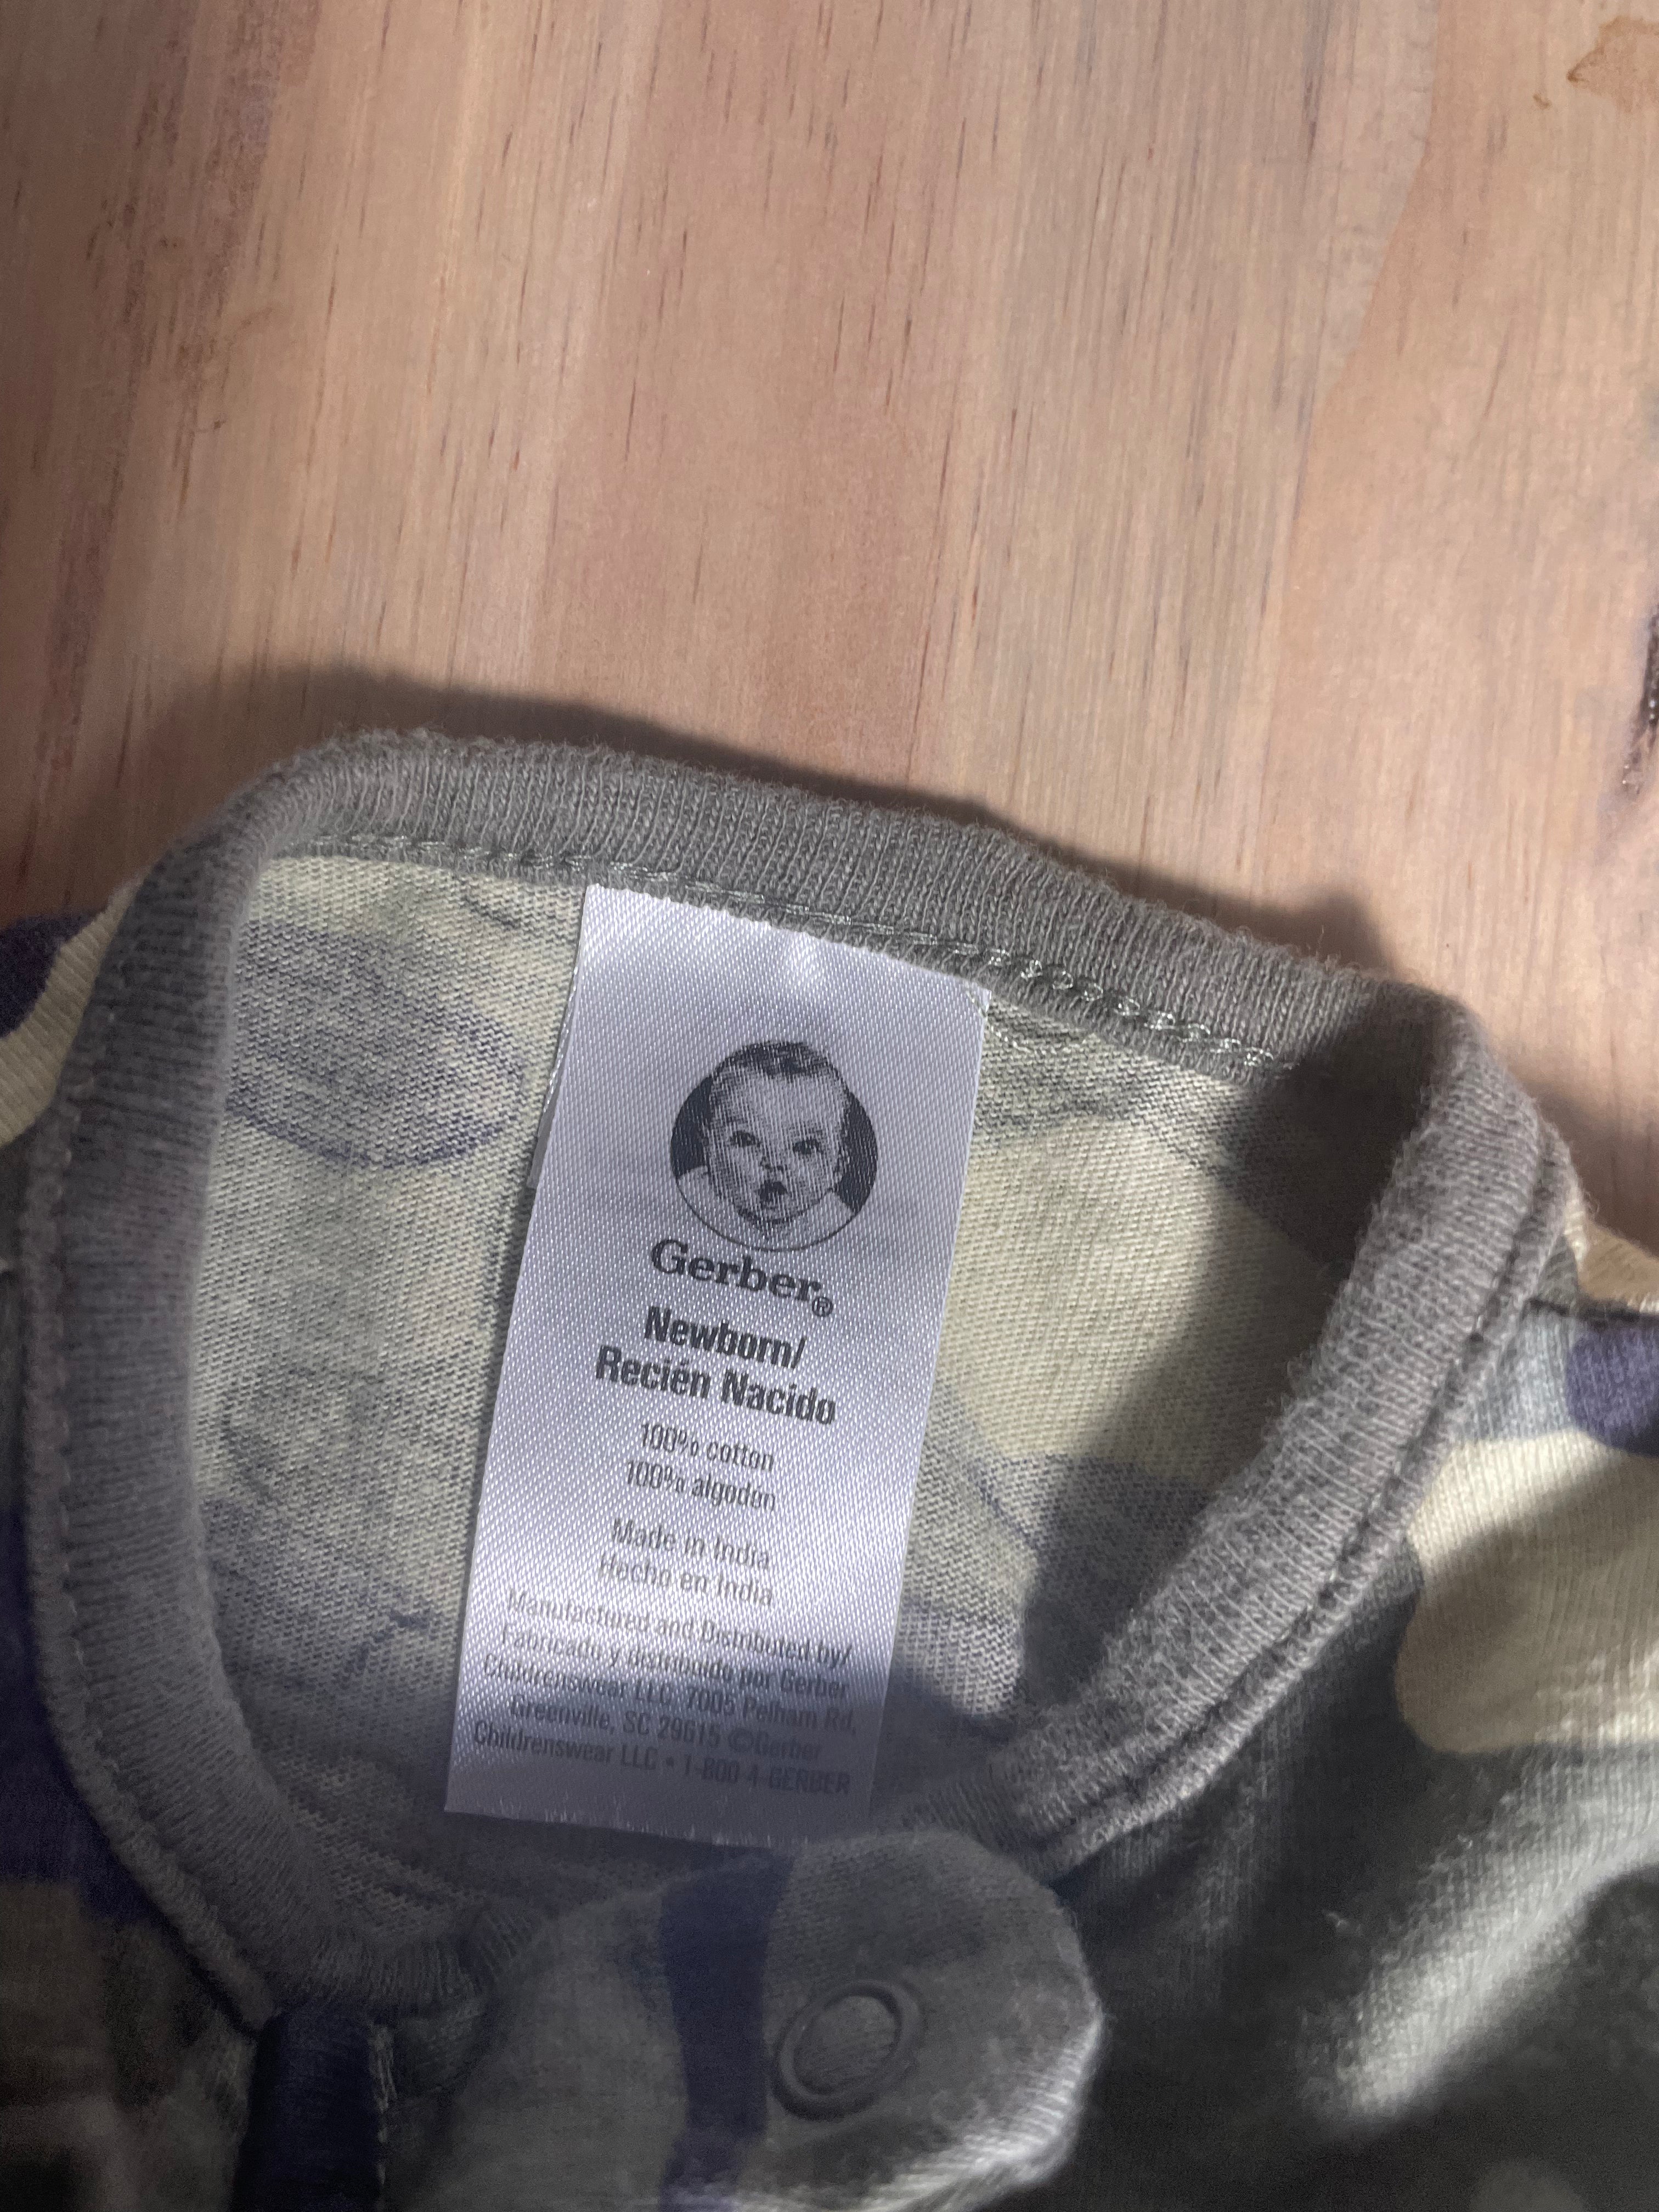 Gerber®
Newborn/
Recién Nacido
100% cotton
100% algodon
Made in India
Hecho en India
Manufactured and Distributed by/
Fabricado y distribuido por Gerber
Childrenswear LLC, 7005 Pelham Rd,
Greenville, SC 29615 ©Gerber
Childrenswear LLC • 1-800-4-GERBER